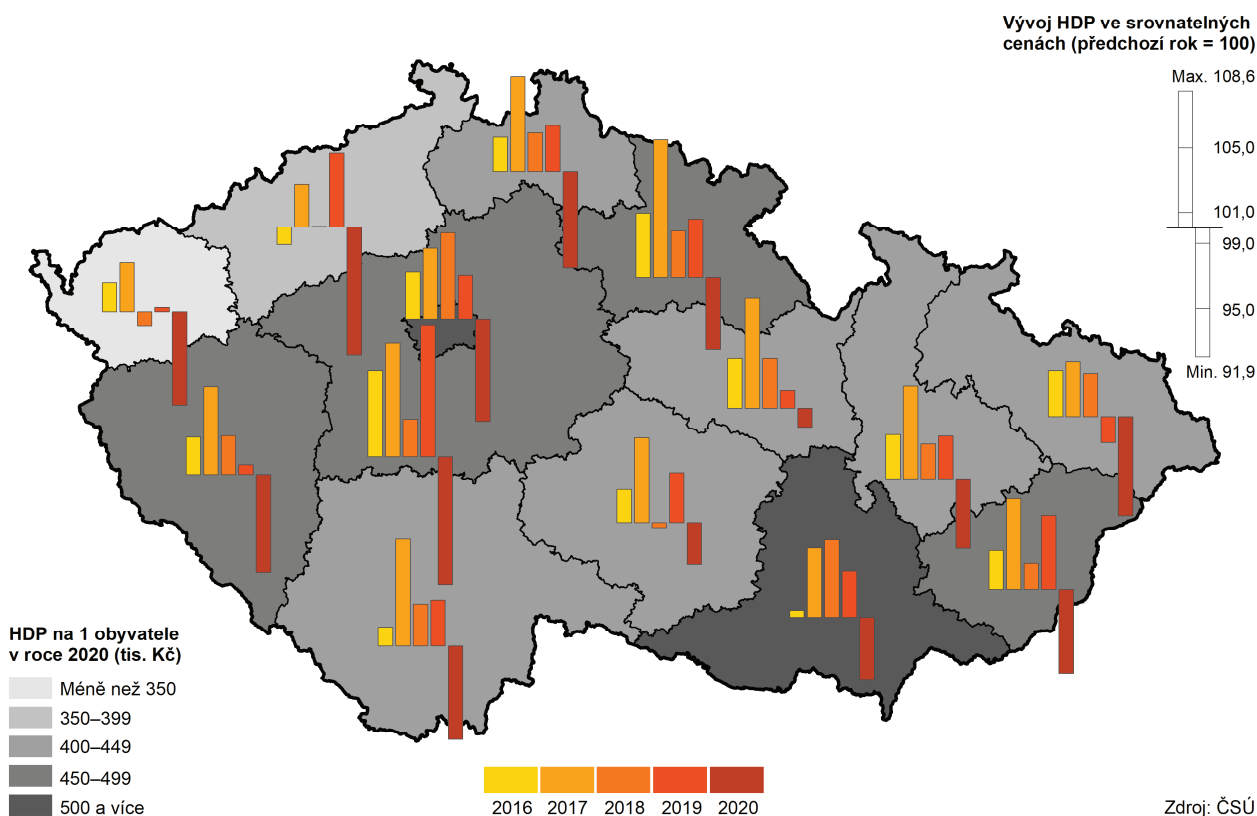 Vývoj HDP ve srovnatelných
cenách (předchozí rok = 100)
Max. 108,6
105,0
101,0
99,0
95,0
Min. 91,9
HDP na 1 obyvatele
v roce 2020 (tis. Kč)
Méně než 350
350–399
400–449
450–499
500 a více
2016 2017 2018 2019 2020
Zdroj: ČSÚ